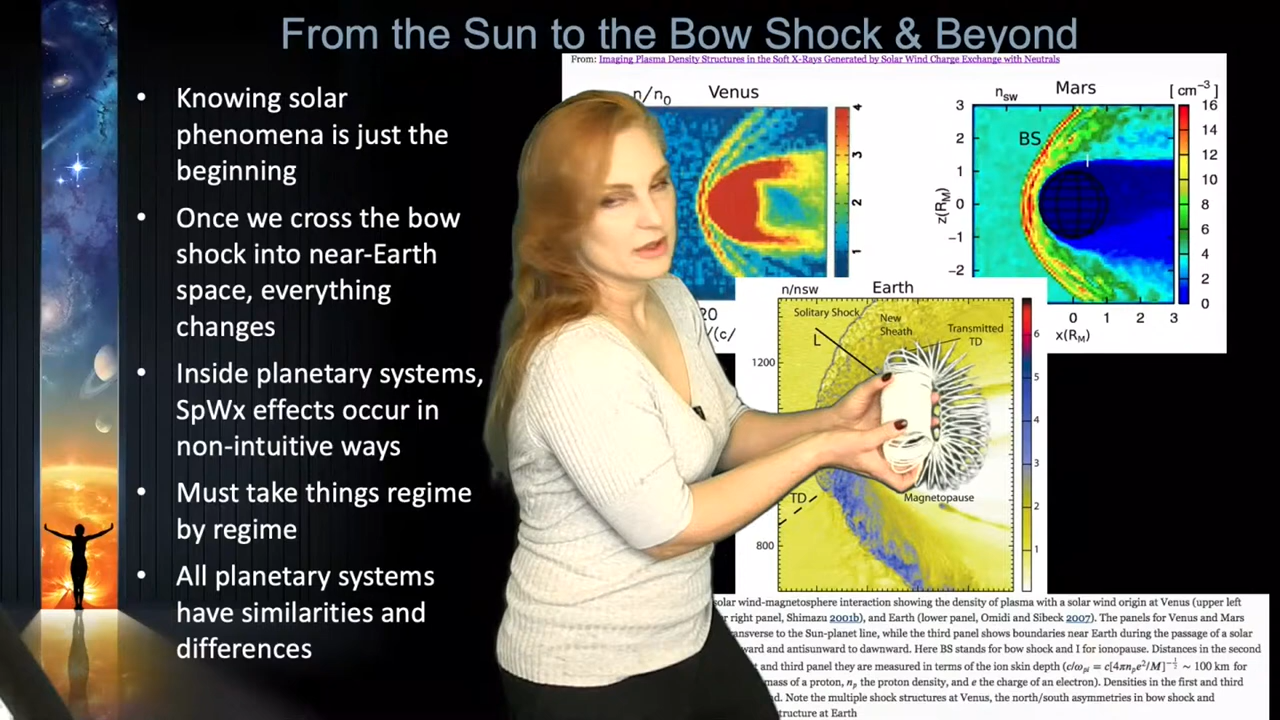 From the Sun to the Bow Shock & Beyond
• Knowing solar
phenomena is just the
beginning
• Once we cross the bow
shock into near-Earth
space, everything
changes
• Inside planetary systems,
SpWx effects occur in
non-intuitive ways
• Must take things regime
by regime
• All planetary systems
have similarities and
differences
From: Imaging Plasma Density Structures in the Soft X-Rays Generated by Solar Wind Charge Exchange with Neutrals
n/n₀ Venus
4
3
2
1
20
/(c/
n_sw Mars [ cm⁻³ ]
BS
3
2
1
0
−1
−2
z(R_M)
0 1 2 3
x(R_M)
16
14
12
10
8
6
4
2
0
n/nsw Earth
Solitary Shock
New
Sheath
Transmitted
TD
L
1200
800
TD
Magnetopause
6
5
4
3
2
1
solar wind-magnetosphere interaction showing the density of plasma with a solar wind origin at Venus (upper left
right panel, Shimazu 2001b), and Earth (lower panel, Omidi and Sibeck 2007). The panels for Venus and Mars
transverse to the Sun-planet line, while the third panel shows boundaries near Earth during the passage of a solar
ward and antisunward to dawnward. Here BS stands for bow shock and I for ionopause. Distances in the second
and third panel they are measured in terms of the ion skin depth (c/ω_pi = c[4πn_pe²/M]^−½ ~ 100 km for
mass of a proton, n_p the proton density, and e the charge of an electron). Densities in the first and third
nd. Note the multiple shock structures at Venus, the north/south asymmetries in bow shock and
structure at Earth